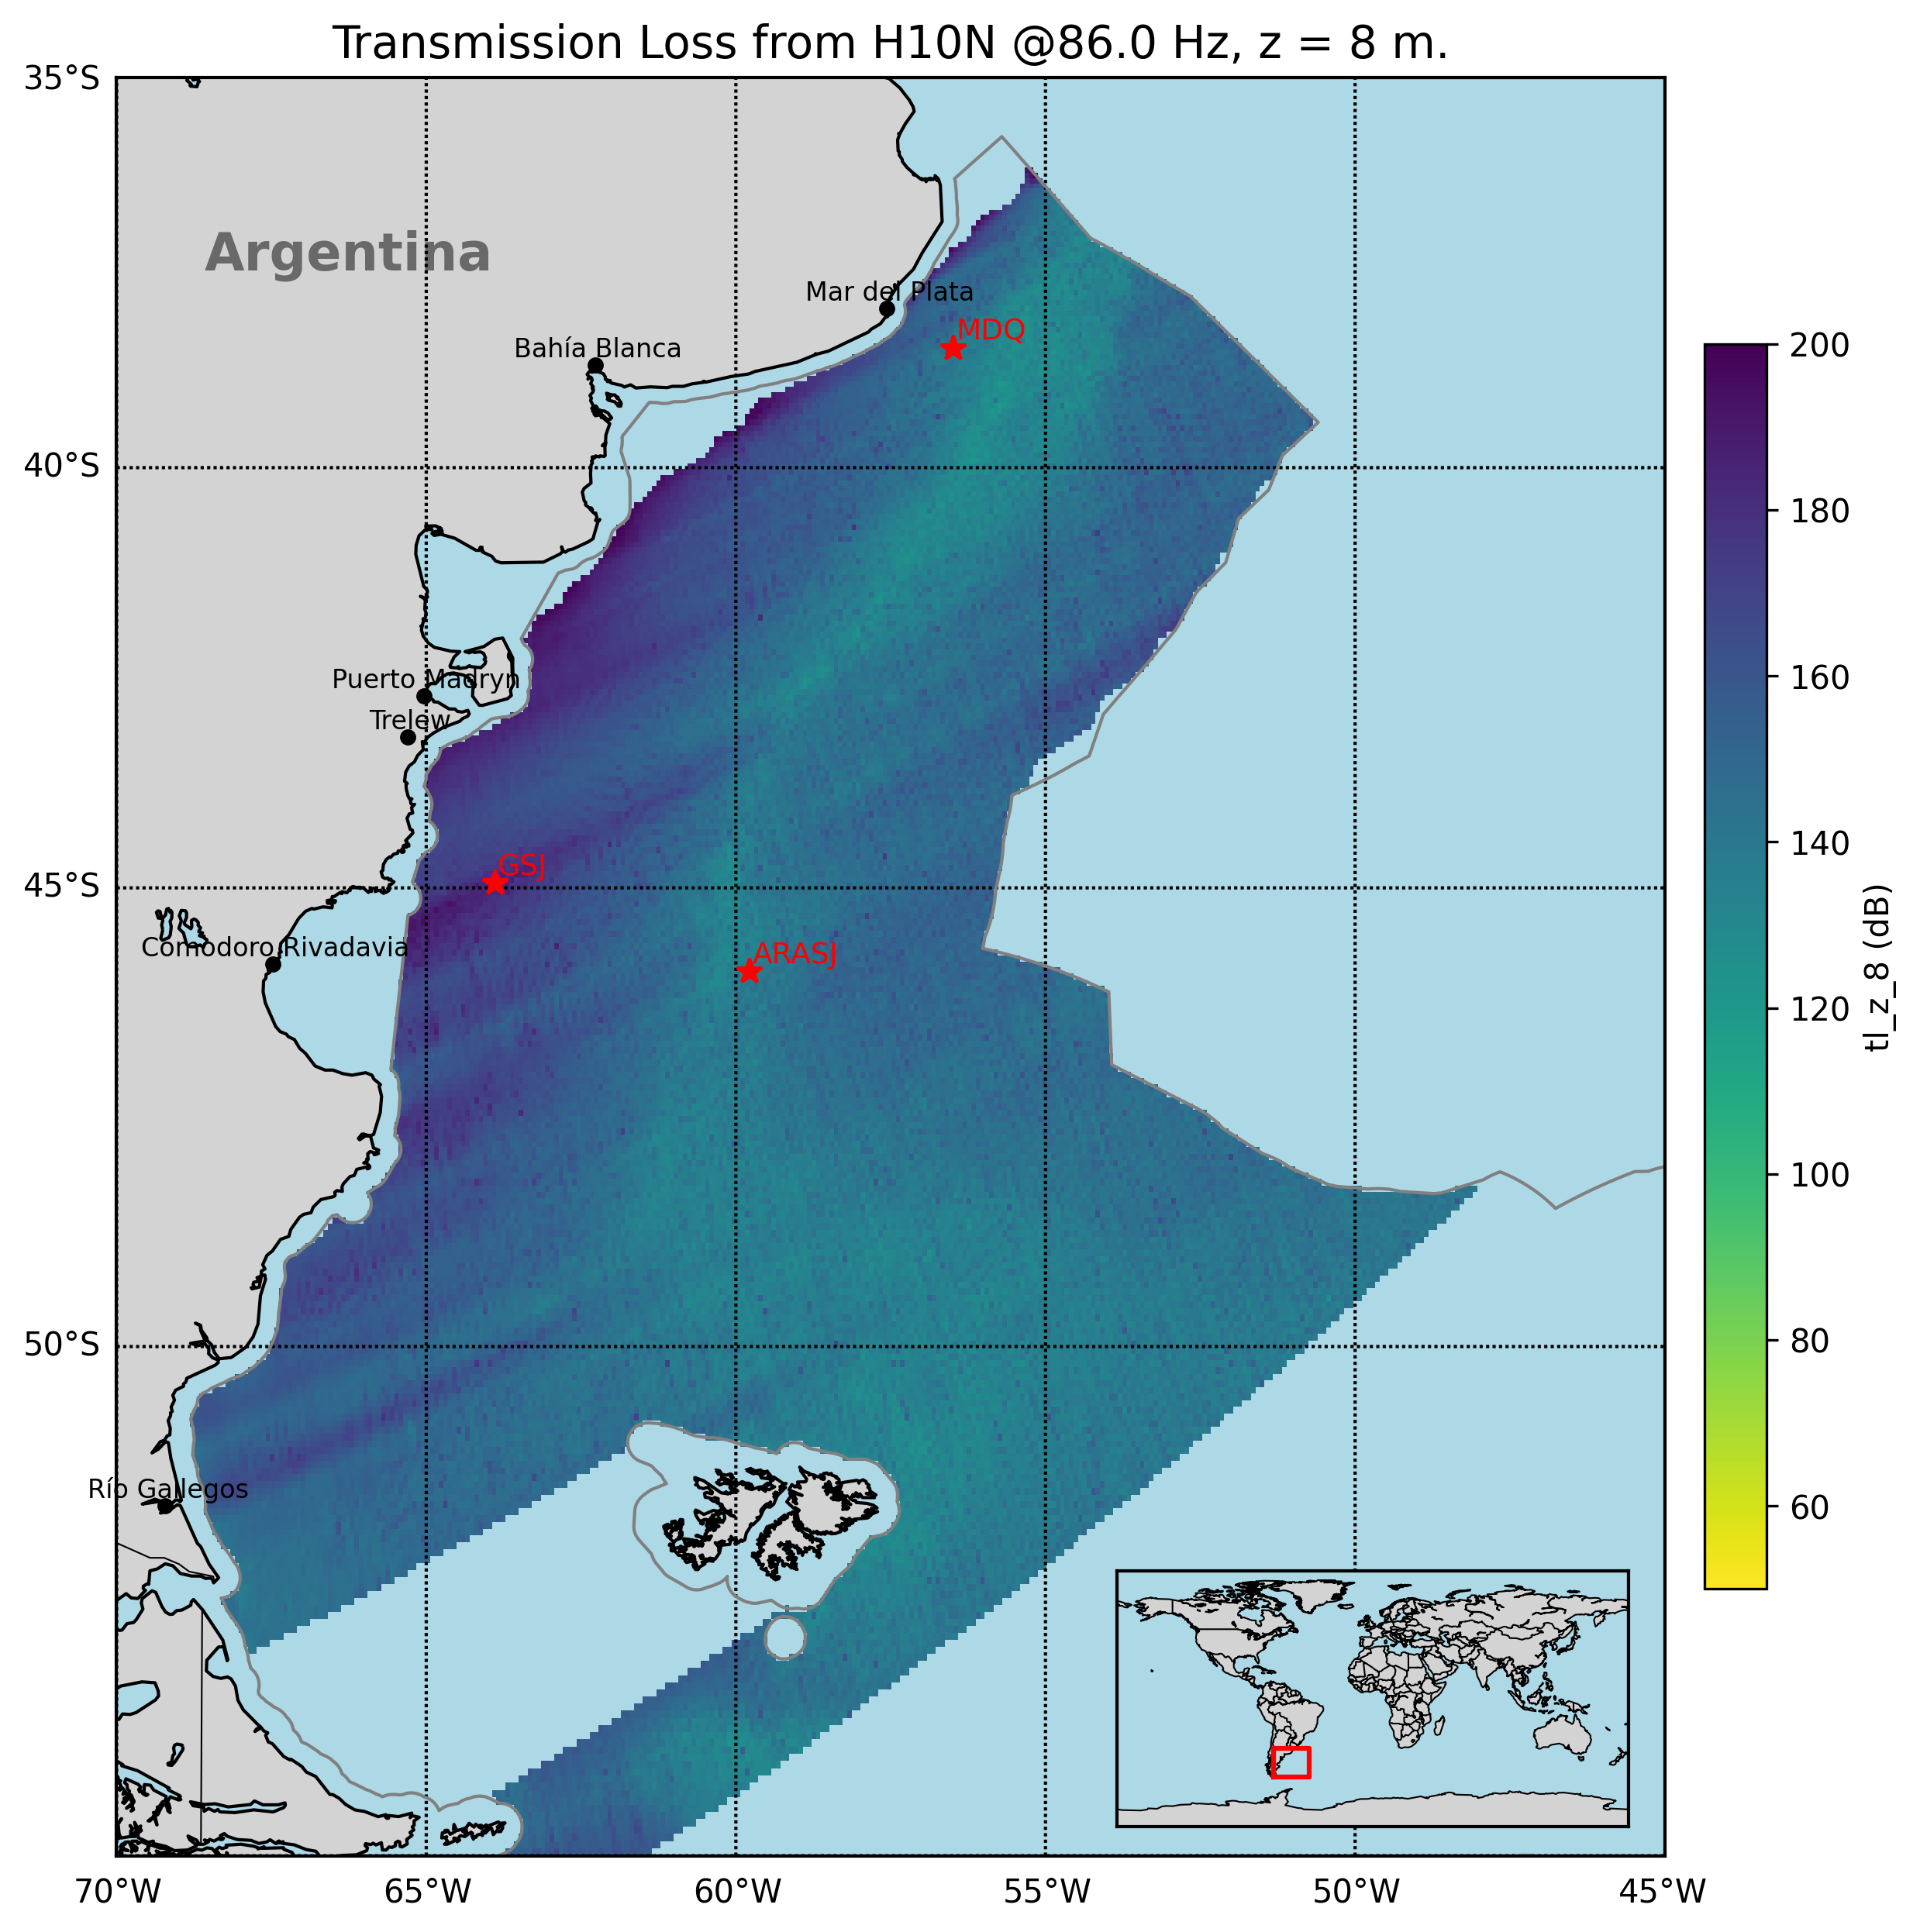 Transmission Loss from H10N @86.0 Hz, z = 8 m.
35°S
Argentina
Mar del Plata
MDQ
Bahía Blanca
200
40°S
180
Puerto Madryn
160
Trelew
140
GSJ
45°S
tl_z_8 (dB)
Comodoro Rivadavia
ARASJ
120
100
50°S
80
Río Gallegos
60
70°W
65°W
60°W
55°W
50°W
45°W